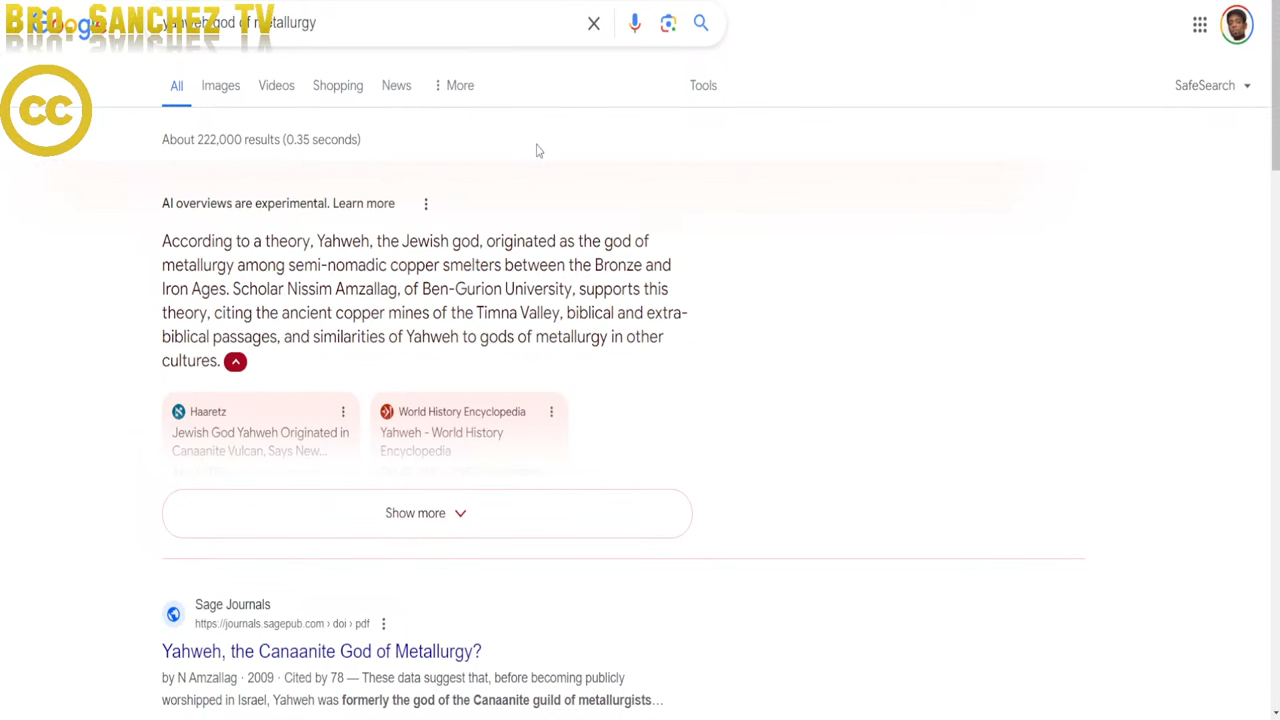 BRO. SANCHEZ TV
Google
yahweh god of metallurgy
CC
All Images Videos Shopping News More Tools SafeSearch
About 222,000 results (0.35 seconds)
AI overviews are experimental. Learn more
According to a theory, Yahweh, the Jewish god, originated as the god of
metallurgy among semi-nomadic copper smelters between the Bronze and
Iron Ages. Scholar Nissim Amzallag, of Ben-Gurion University, supports this
theory, citing the ancient copper mines of the Timna Valley, biblical and extra-
biblical passages, and similarities of Yahweh to gods of metallurgy in other
cultures.
Haaretz
Jewish God Yahweh Originated in
Canaanite Vulcan, Says New...
World History Encyclopedia
Yahweh - World History
Encyclopedia
Show more
Sage Journals
https://journals.sagepub.com › doi › pdf
Yahweh, the Canaanite God of Metallurgy?
by N Amzallag · 2009 · Cited by 78 — These data suggest that, before becoming publicly
worshipped in Israel, Yahweh was formerly the god of the Canaanite guild of metallurgists...